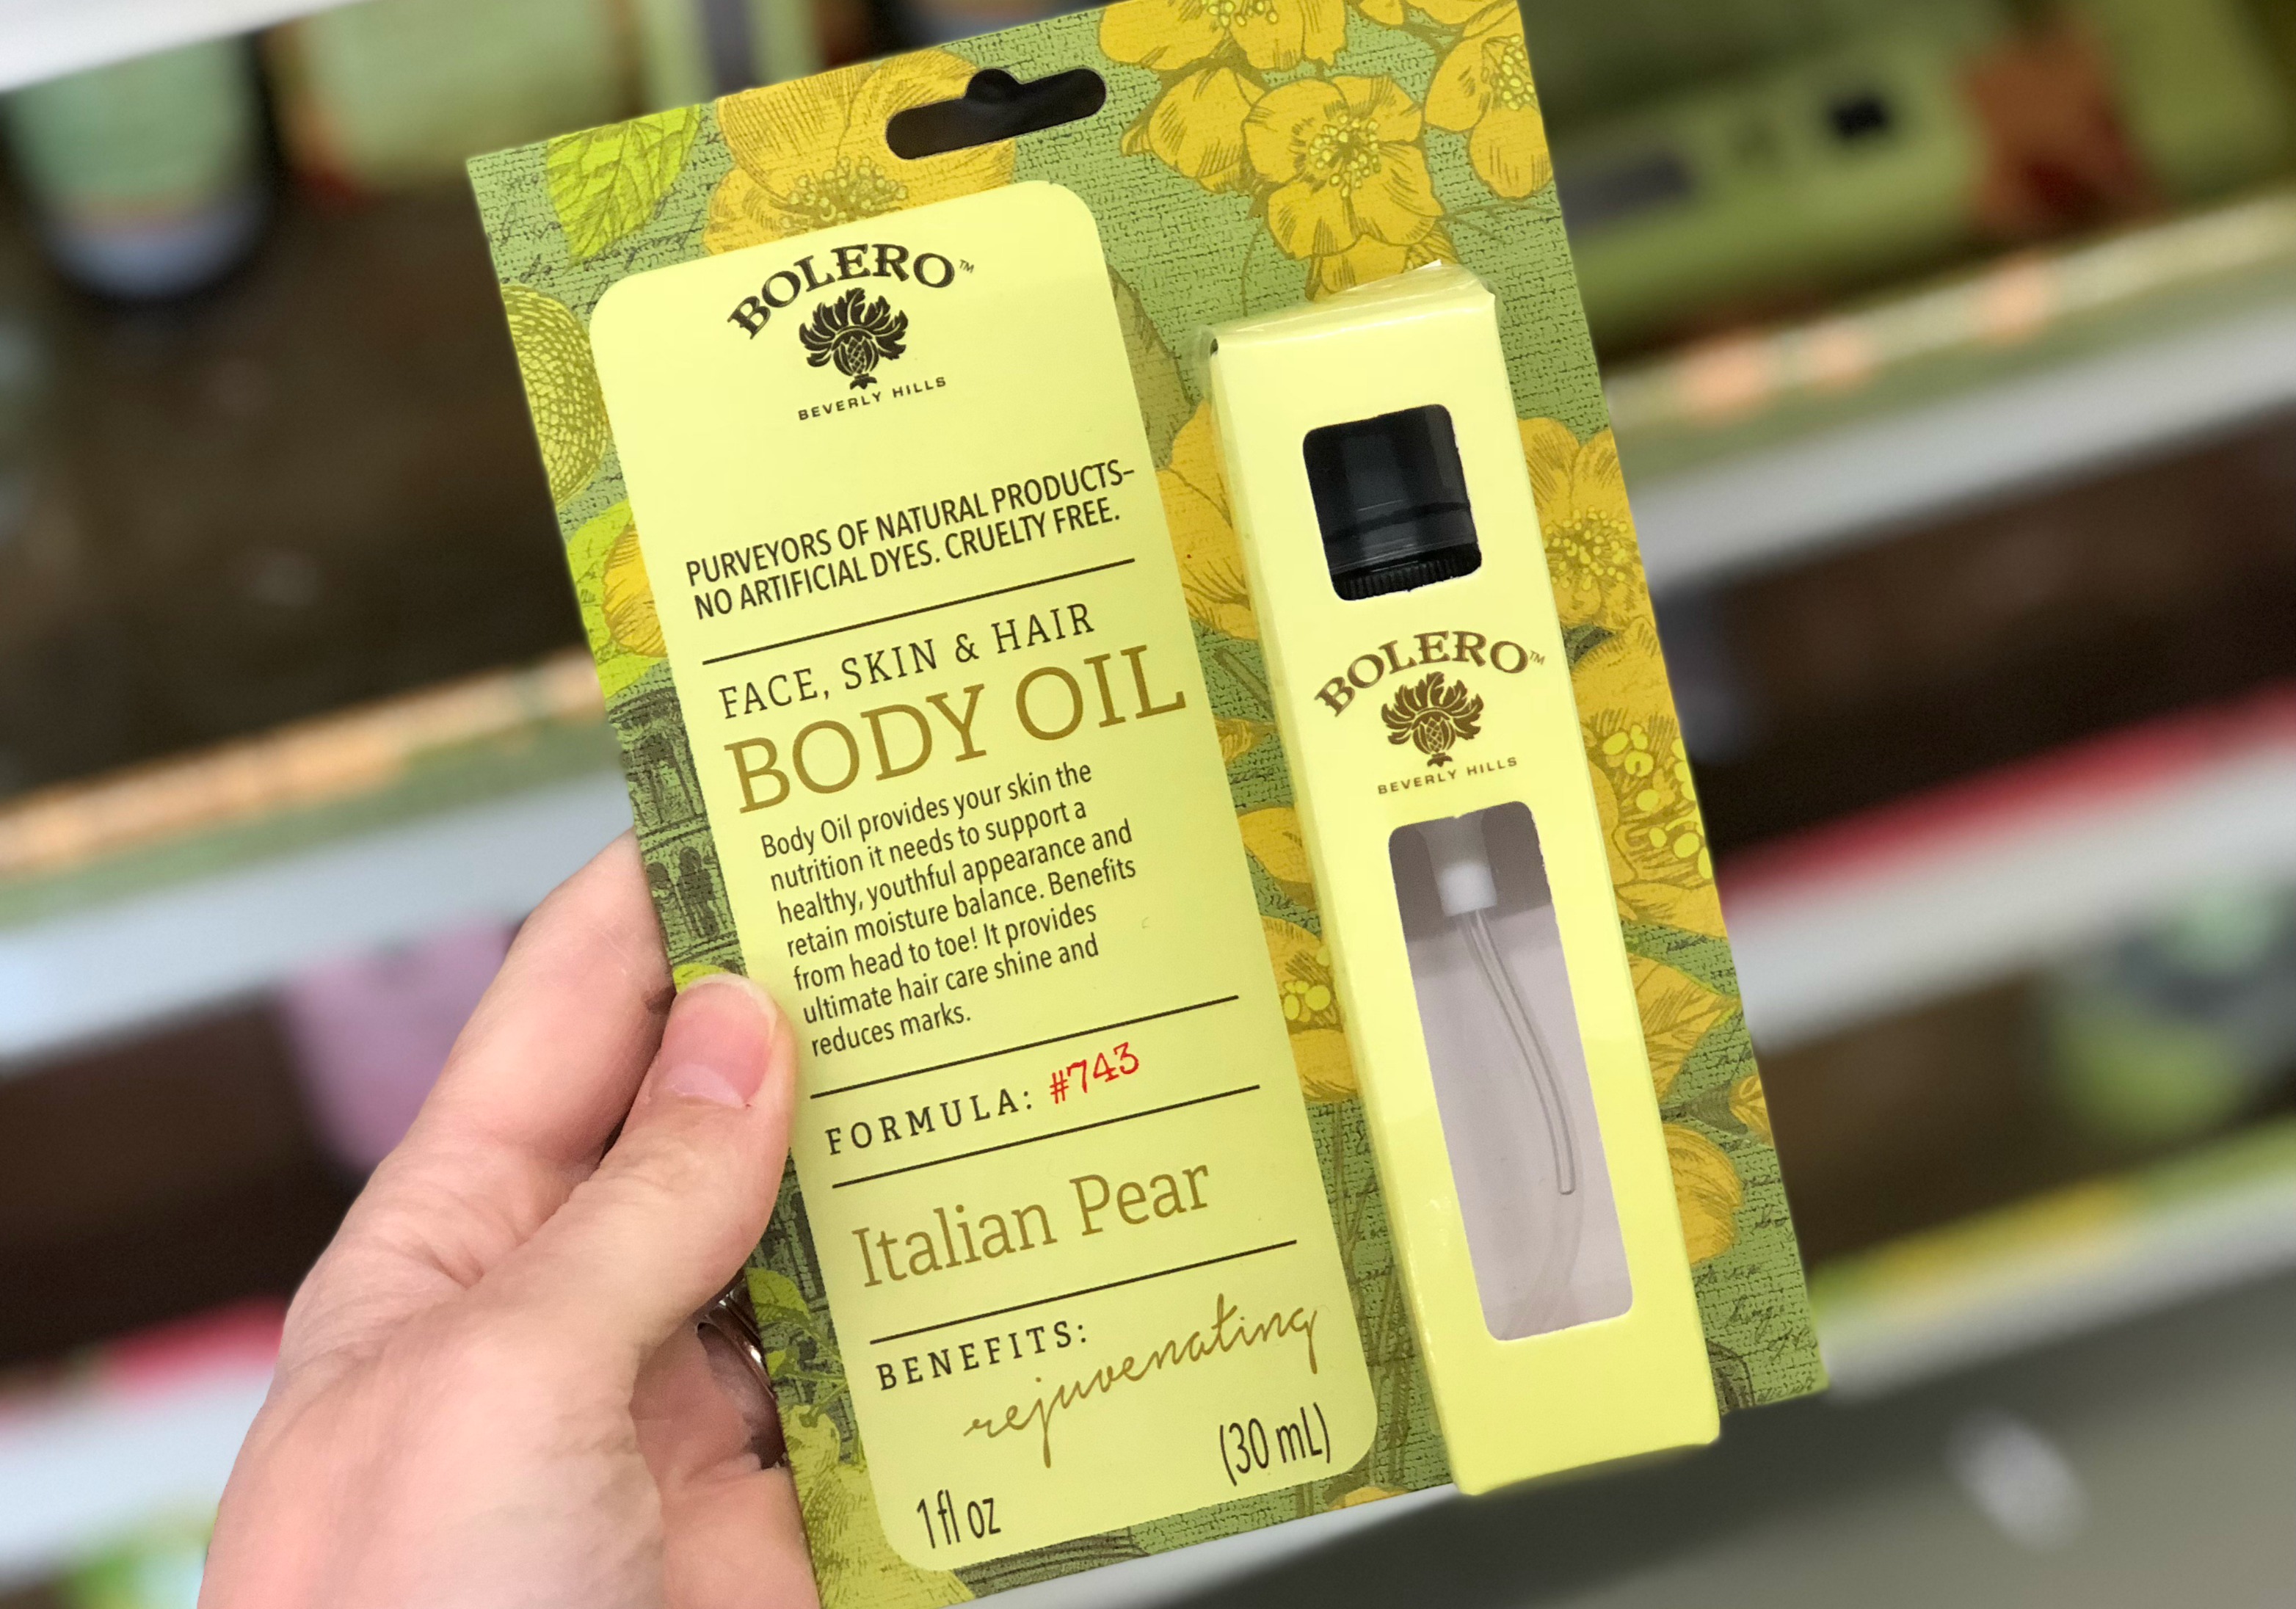 BOLERO™
BEVERLY HILLS
PURVEYORS OF NATURAL PRODUCTS–
NO ARTIFICIAL DYES. CRUELTY FREE.
FACE, SKIN & HAIR
BODY OIL
Body Oil provides your skin the
nutrition it needs to support a
healthy, youthful appearance and
retain moisture balance. Benefits
from head to toe! It provides
ultimate hair care shine and
reduces marks.
FORMULA: #743
Italian Pear
BENEFITS:
rejuvenating
1 fl oz (30 mL)
BOLERO™
BEVERLY HILLS